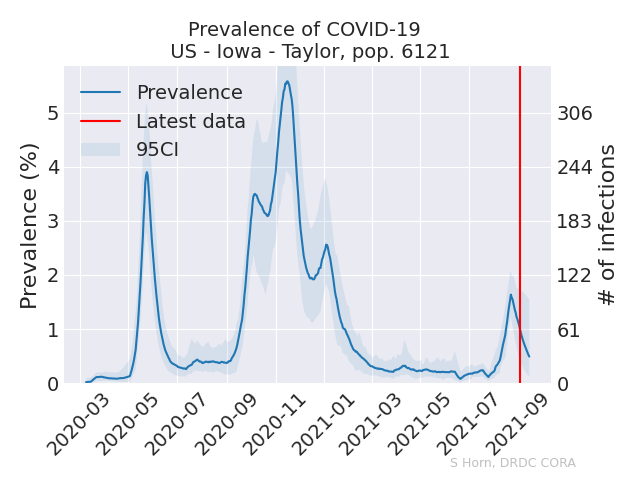 Prevalence of COVID-19
US - Iowa - Taylor, pop. 6121
Prevalence
Latest data
95CI
Prevalence (%)
5
4
3
2
1
0
306
244
183
122
61
0
# of infections
2020-03
2020-05
2020-07
2020-09
2020-11
2021-01
2021-03
2021-05
2021-07
2021-09
S Horn, DRDC CORA